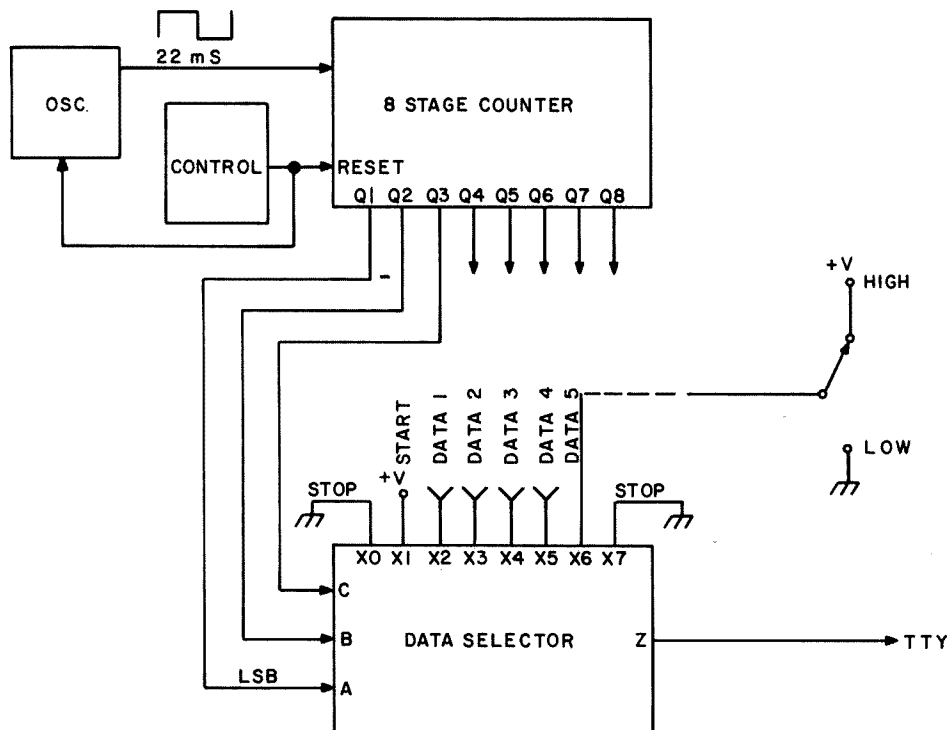 22 mS
OSC.
8 STAGE COUNTER
CONTROL
RESET
Q1 Q2 Q3 Q4 Q5 Q6 Q7 Q8
+V
HIGH
LOW
START
DATA 1
DATA 2
DATA 3
DATA 4
DATA 5
+V
STOP
STOP
X0 X1 X2 X3 X4 X5 X6 X7
C
B
DATA SELECTOR
Z
TTY
LSB
A